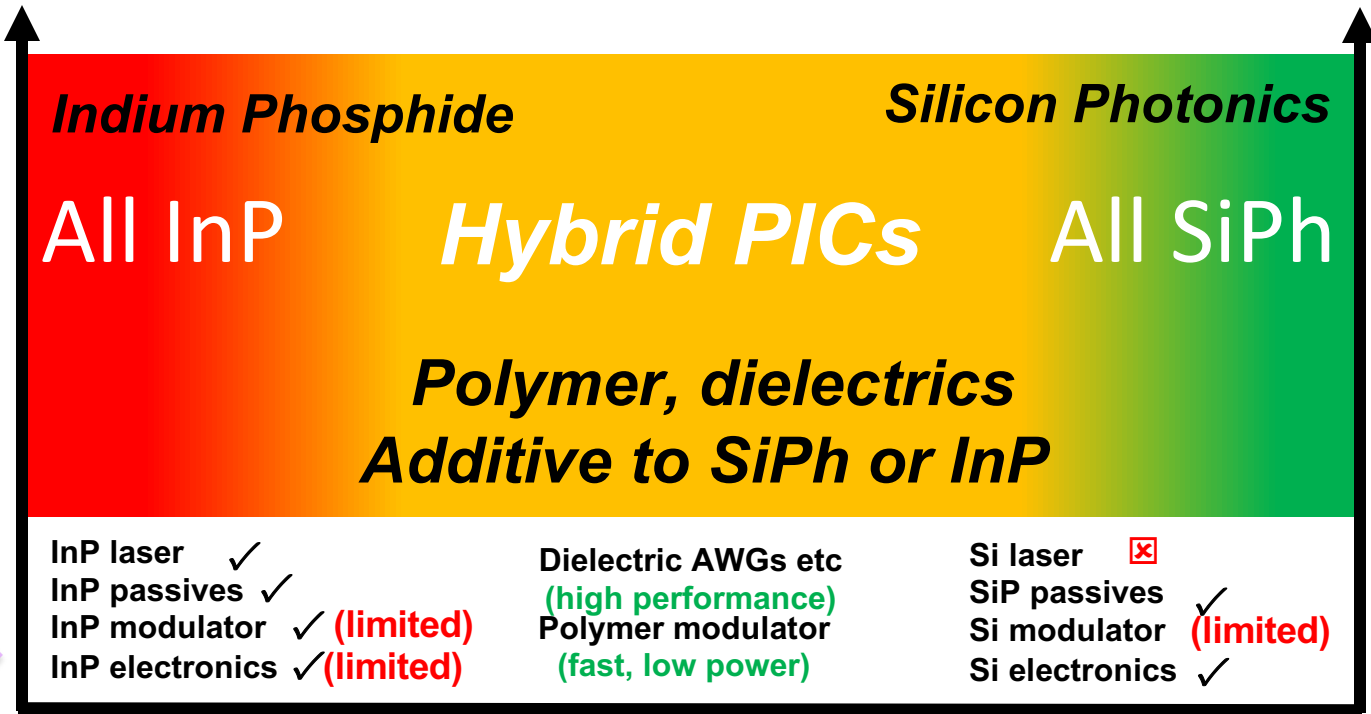 Indium Phosphide
Silicon Photonics
All InP
Hybrid PICs
All SiPh
Polymer, dielectrics
Additive to SiPh or InP
InP laser ✓
InP passives ✓
InP modulator ✓ (limited)
InP electronics ✓ (limited)
Dielectric AWGs etc
(high performance)
Polymer modulator
(fast, low power)
Si laser ☒
SiP passives ✓
Si modulator (limited)
Si electronics ✓